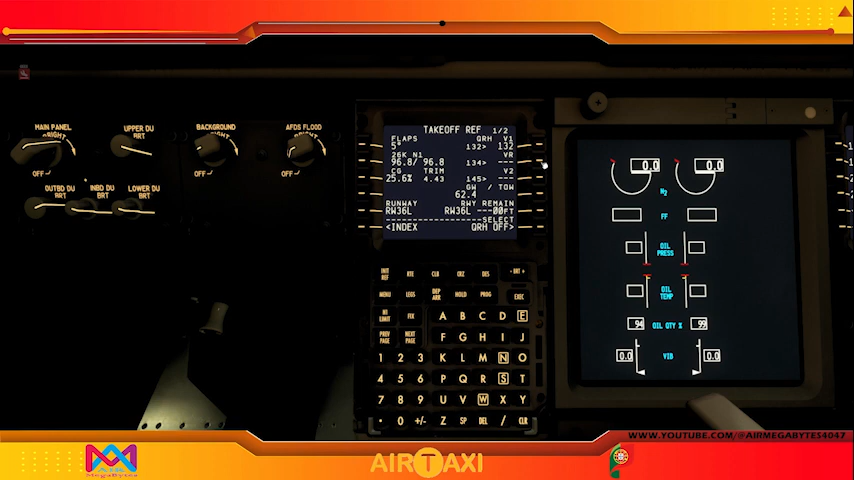 MAIN PANEL
BRIGHT
OFF
UPPER DU
BRT
BACKGROUND
OFF
AFDS FLOOD
BRIGHT
OFF
OUTBD DU
BRT
INBD DU
BRT
LOWER DU
BRT
TAKEOFF REF 1/2
FLAPS QRH V1
5° 132> 132
26K N1 VR
96.8/ 96.8 134> ---
CG TRIM V2
25.6% 4.43 145> ---
GW / TOW
62.4
RUNWAY RWY REMAIN
RW36L RW36L ---00FT
SELECT
<INDEX QRH OFF>
INIT REF RTE CLB CRZ DES - BRT +
MENU LEGS DEP ARR HOLD PROG EXEC
N1 LIMIT FIX A B C D E
PREV PAGE NEXT PAGE F G H I J
1 2 3 K L M N O
4 5 6 P Q R S T
7 8 9 U V W X Y
. 0 +/- Z SP DEL / CLR
0.0 0.0
N2
FF
OIL PRESS
OIL TEMP
94 OIL QTY % 99
0.0 VIB 0.0
WWW.YOUTUBE.COM/@AIRMEGABYTES4047
MegaBytes
AIRTAXI